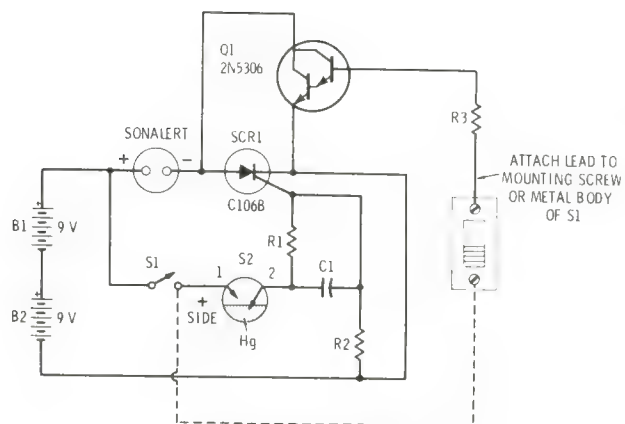 Q1
2N5306
SONALERT
+
-
SCR1
C106B
R3
ATTACH LEAD TO
MOUNTING SCREW
OR METAL BODY
OF S1
B1
+
9 V
R1
S1
S2
C1
1
2
+
SIDE
Hg
B2
+
9 V
R2